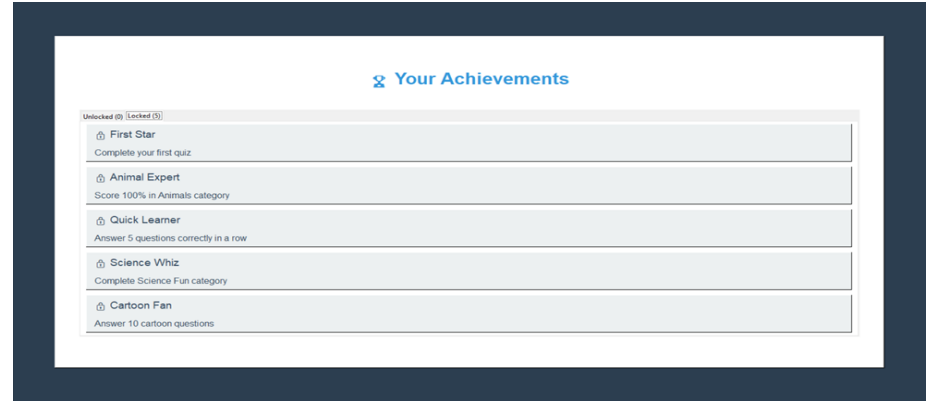 Your Achievements
Unlocked (0) Locked (5)
First Star
Complete your first quiz
Animal Expert
Score 100% in Animals category
Quick Learner
Answer 5 questions correctly in a row
Science Whiz
Complete Science Fun category
Cartoon Fan
Answer 10 cartoon questions